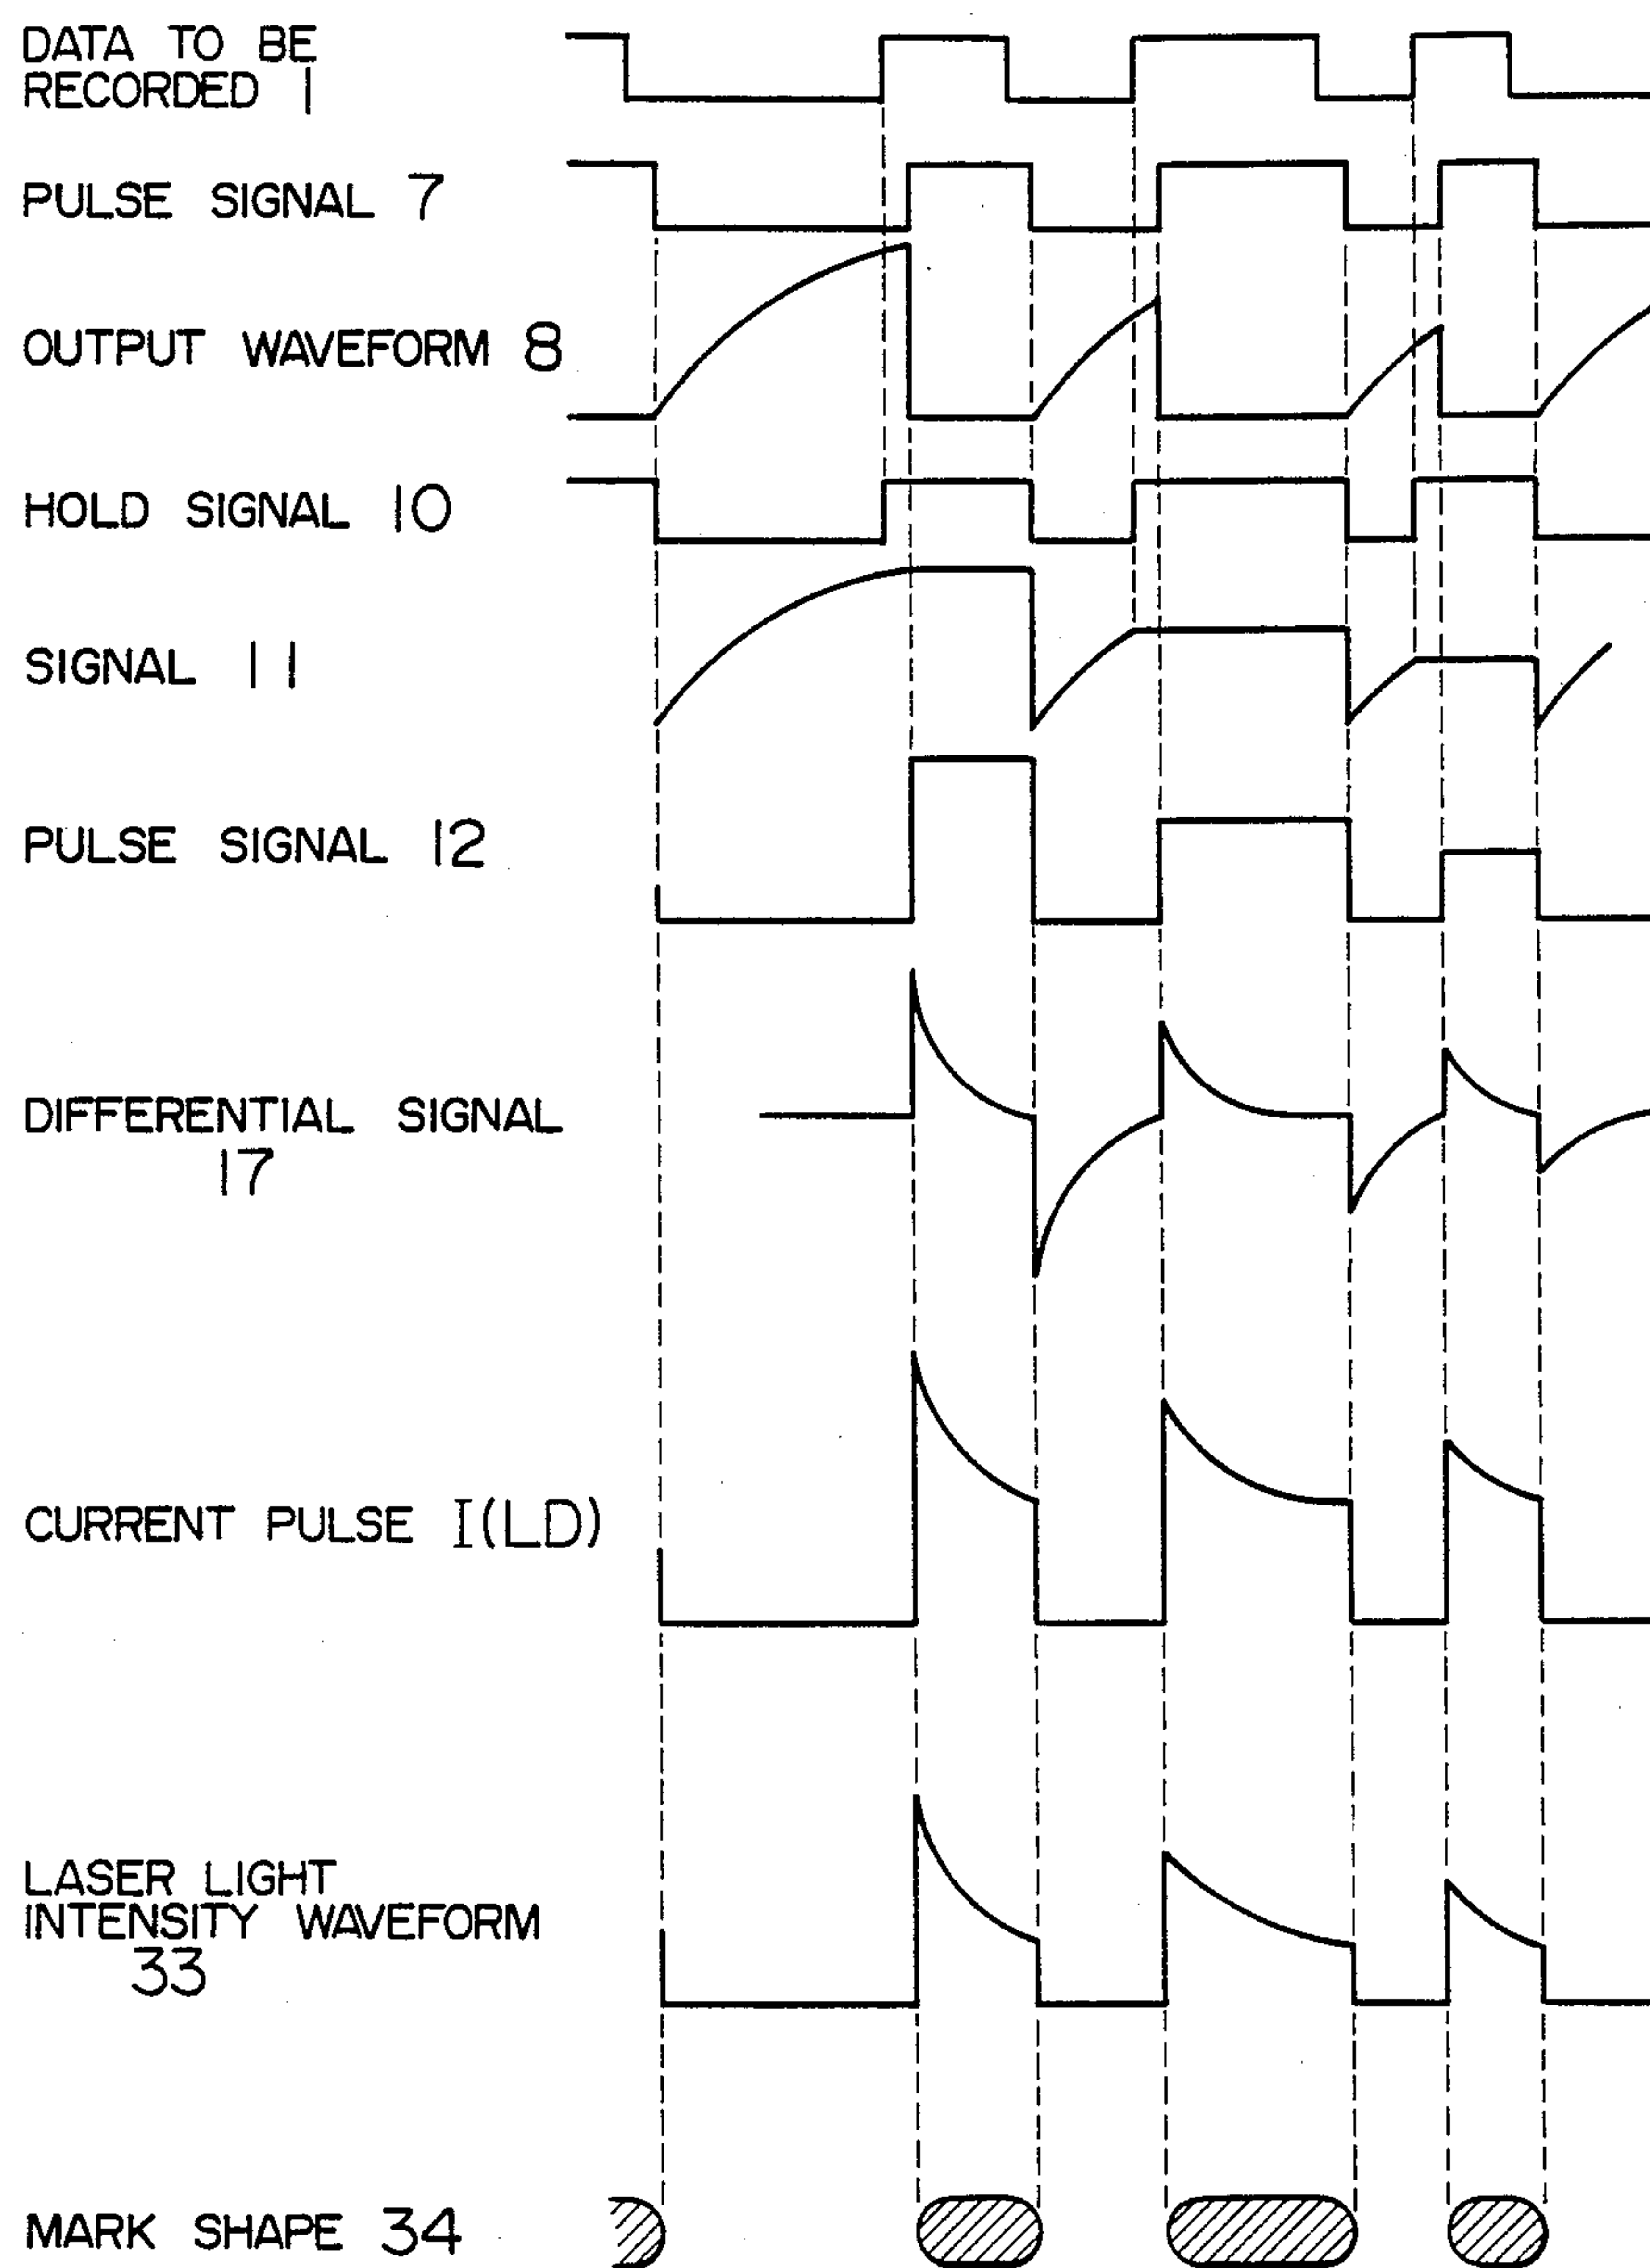 DATA TO BE
RECORDED 1
PULSE SIGNAL 7
OUTPUT WAVEFORM 8
HOLD SIGNAL 10
SIGNAL 11
PULSE SIGNAL 12
DIFFERENTIAL SIGNAL
17
CURRENT PULSE I(LD)
LASER LIGHT
INTENSITY WAVEFORM
33
MARK SHAPE 34